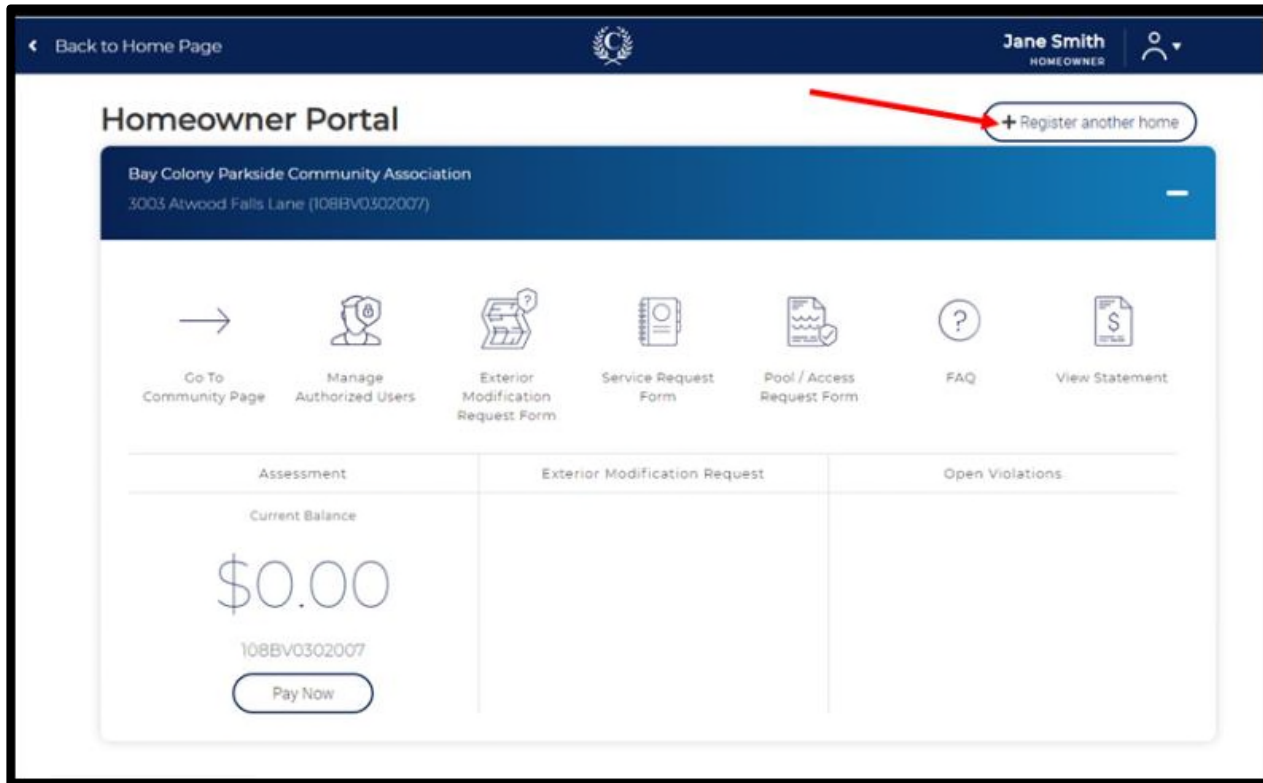 Back to Home Page
C
Jane Smith
HOMEOWNER
Homeowner Portal
+ Register another home
Bay Colony Parkside Community Association
3003 Atwood Falls Lane (108BV0302007)
Go To
Community Page
Manage
Authorized Users
Exterior
Modification
Request Form
Service Request
Form
Pool / Access
Request Form
FAQ
View Statement
Assessment
Exterior Modification Request
Open Violations
Current Balance
$0.00
108BV0302007
Pay Now